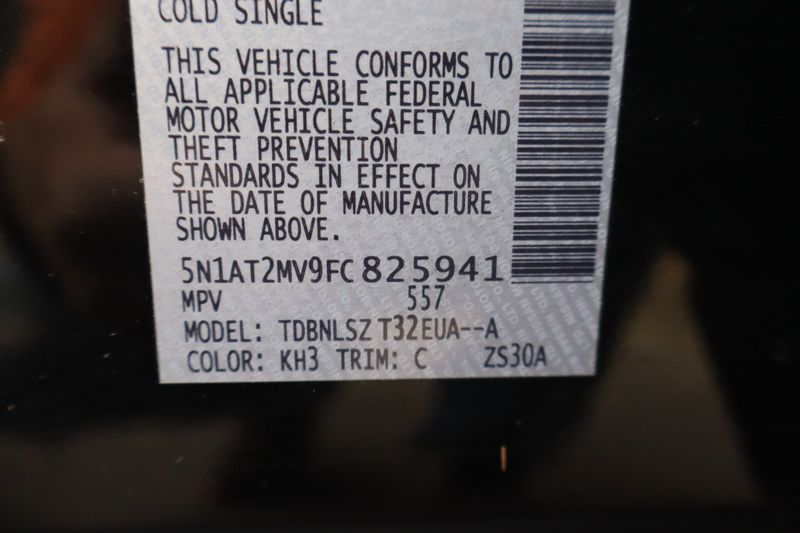 COLD SINGLE
THIS VEHICLE CONFORMS TO
ALL APPLICABLE FEDERAL
MOTOR VEHICLE SAFETY AND
THEFT PREVENTION
STANDARDS IN EFFECT ON
THE DATE OF MANUFACTURE
SHOWN ABOVE.
5N1AT2MV9FC825941
MPV 557
MODEL: TDBNLSZ T32EUA--A
COLOR: KH3 TRIM: C ZS30A